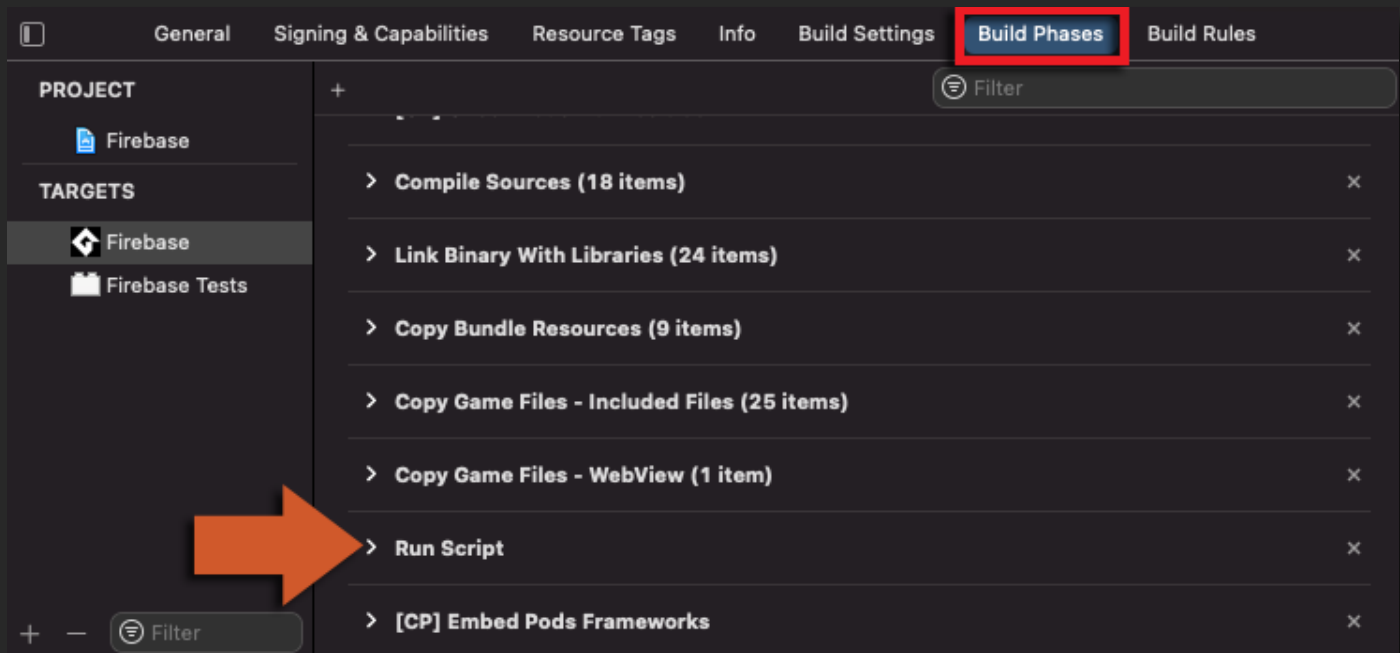 General Signing & Capabilities Resource Tags Info Build Settings Build Phases Build Rules
PROJECT
Firebase
TARGETS
Firebase
Firebase Tests
Filter
Filter
Compile Sources (18 items)
Link Binary With Libraries (24 items)
Copy Bundle Resources (9 items)
Copy Game Files - Included Files (25 items)
Copy Game Files - WebView (1 item)
Run Script
[CP] Embed Pods Frameworks